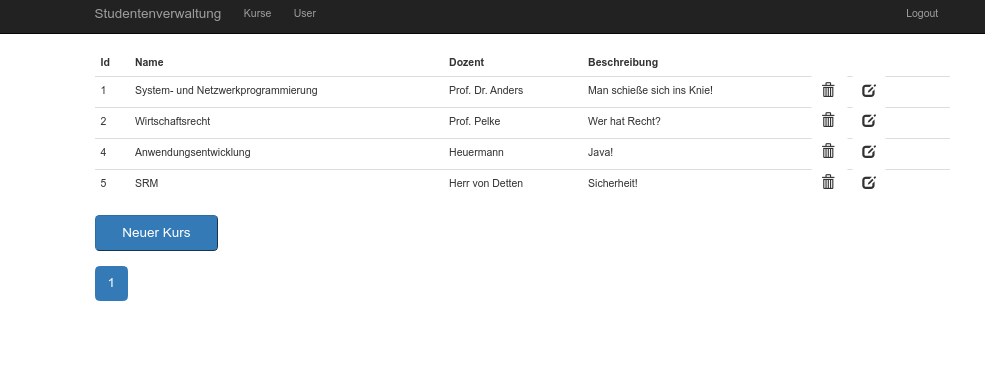 Studentenverwaltung Kurse User Logout
Id Name Dozent Beschreibung
1 System- und Netzwerkprogrammierung Prof. Dr. Anders Man schieße sich ins Knie!
2 Wirtschaftsrecht Prof. Pelke Wer hat Recht?
4 Anwendungsentwicklung Heuermann Java!
5 SRM Herr von Detten Sicherheit!
Neuer Kurs
1